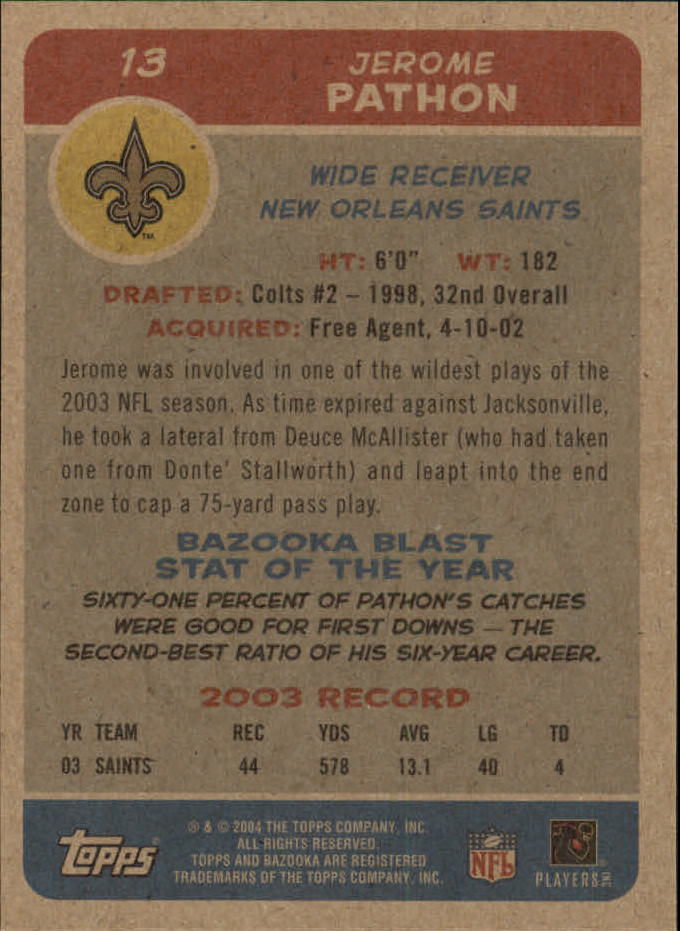 13
JEROME
PATHON
TM
WIDE RECEIVER
NEW ORLEANS SAINTS
HT: 6'0" WT: 182
DRAFTED: Colts #2 – 1998, 32nd Overall
ACQUIRED: Free Agent, 4-10-02
Jerome was involved in one of the wildest plays of the
2003 NFL season. As time expired against Jacksonville,
he took a lateral from Deuce McAllister (who had taken
one from Donte' Stallworth) and leapt into the end
zone to cap a 75-yard pass play.
BAZOOKA BLAST
STAT OF THE YEAR
SIXTY-ONE PERCENT OF PATHON'S CATCHES
WERE GOOD FOR FIRST DOWNS – THE
SECOND-BEST RATIO OF HIS SIX-YEAR CAREER.
2003 RECORD
YR TEAM REC YDS AVG LG TD
03 SAINTS 44 578 13.1 40 4
® & © 2004 THE TOPPS COMPANY, INC.
ALL RIGHTS RESERVED.
TOPPS AND BAZOOKA ARE REGISTERED
TRADEMARKS OF THE TOPPS COMPANY, INC.
topps®
NFL
PLAYERS INC